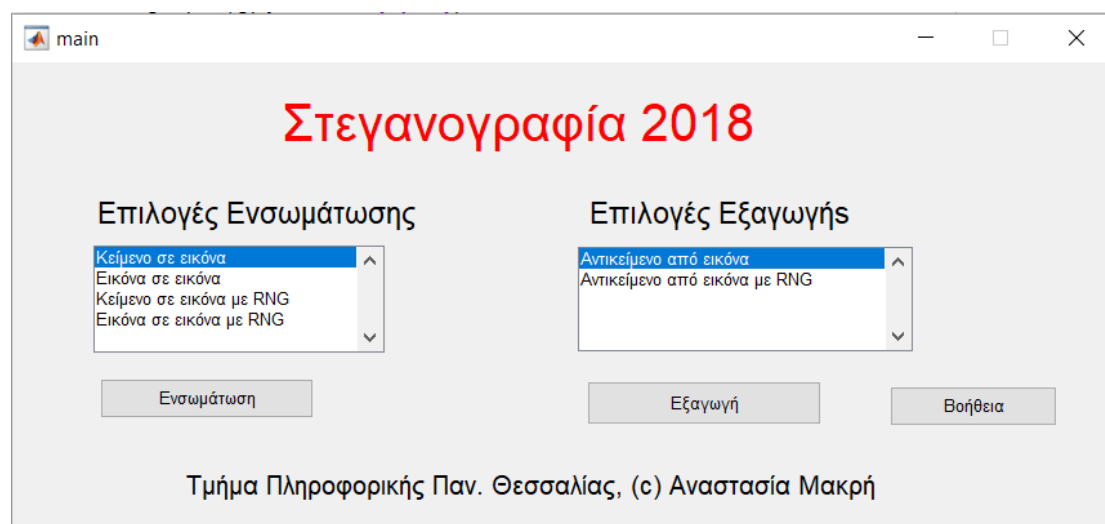 main
Στεγανογραφία 2018
Επιλογές Ενσωμάτωσης
Κείμενο σε εικόνα
Εικόνα σε εικόνα
Κείμενο σε εικόνα με RNG
Εικόνα σε εικόνα με RNG
Ενσωμάτωση
Επιλογές Εξαγωγήs
Αντικείμενο από εικόνα
Αντικείμενο από εικόνα με RNG
Εξαγωγή
Βοήθεια
Τμήμα Πληροφορικής Παν. Θεσσαλίας, (c) Αναστασία Μακρή